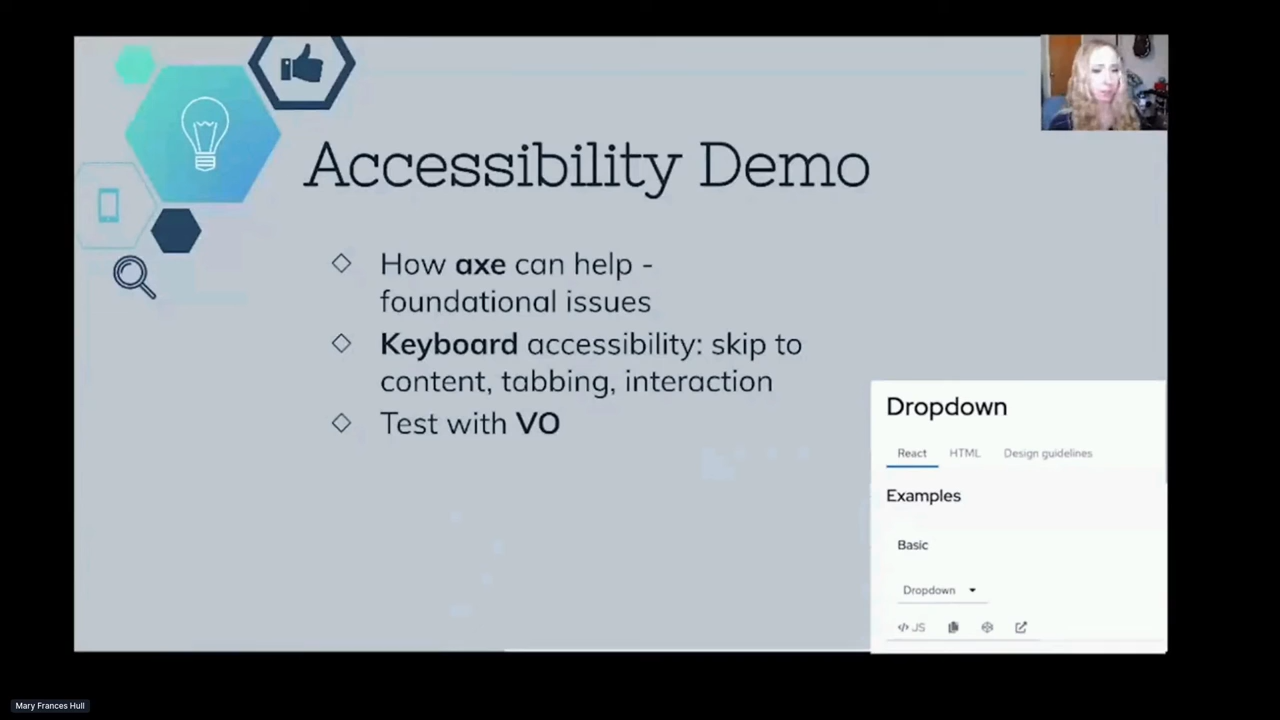 Accessibility Demo
How axe can help -
foundational issues
Keyboard accessibility: skip to
content, tabbing, interaction
Test with VO
Dropdown
React HTML Design guidelines
Examples
Basic
Dropdown
</> JS
Mary Frances Hull